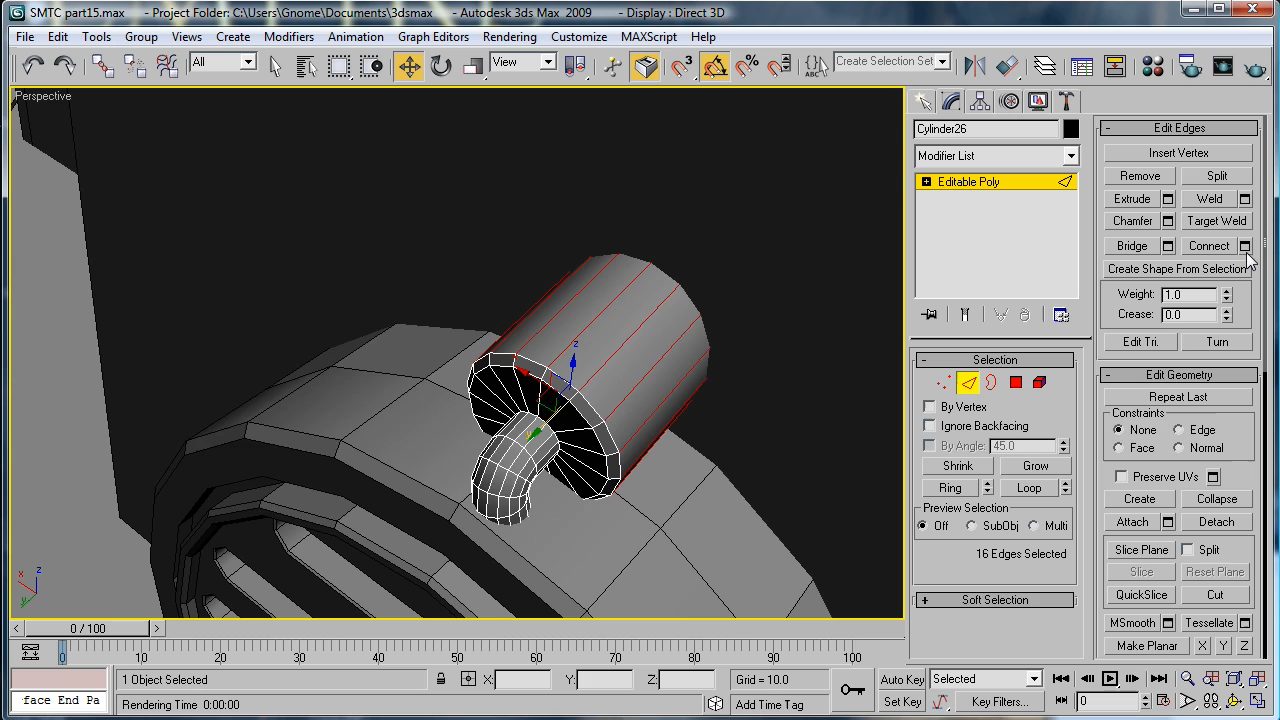 SMTC part15.max - Project Folder: C:\Users\Gnome\Documents\3dsmax - Autodesk 3ds Max 2009 - Display : Direct 3D
File Edit Tools Group Views Create Modifiers Animation Graph Editors Rendering Customize MAXScript Help
All View 3 % ABC Create Selection Set
Perspective
Cylinder26
Modifier List
Editable Poly
Selection
By Vertex
Ignore Backfacing
By Angle: 45.0
Shrink Grow
Ring Loop
Preview Selection
Off SubObj Multi
16 Edges Selected
Soft Selection
Edit Edges
Insert Vertex
Remove Split
Extrude Weld
Chamfer Target Weld
Bridge Connect
Create Shape From Selection
Weight: 1.0
Crease: 0.0
Edit Tri. Turn
Edit Geometry
Repeat Last
Constraints
None Edge
Face Normal
Preserve UVs
Create Collapse
Attach Detach
Slice Plane Split
Slice Reset Plane
QuickSlice Cut
MSmooth Tessellate
Make Planar X Y Z
z
x z y
0 / 100
0 10 20 30 40 50 60 70 80 90 100
1 Object Selected X: Y: Z: Grid = 10.0 Auto Key Selected
face End Pa Rendering Time 0:00:00 Add Time Tag Set Key Key Filters... 0